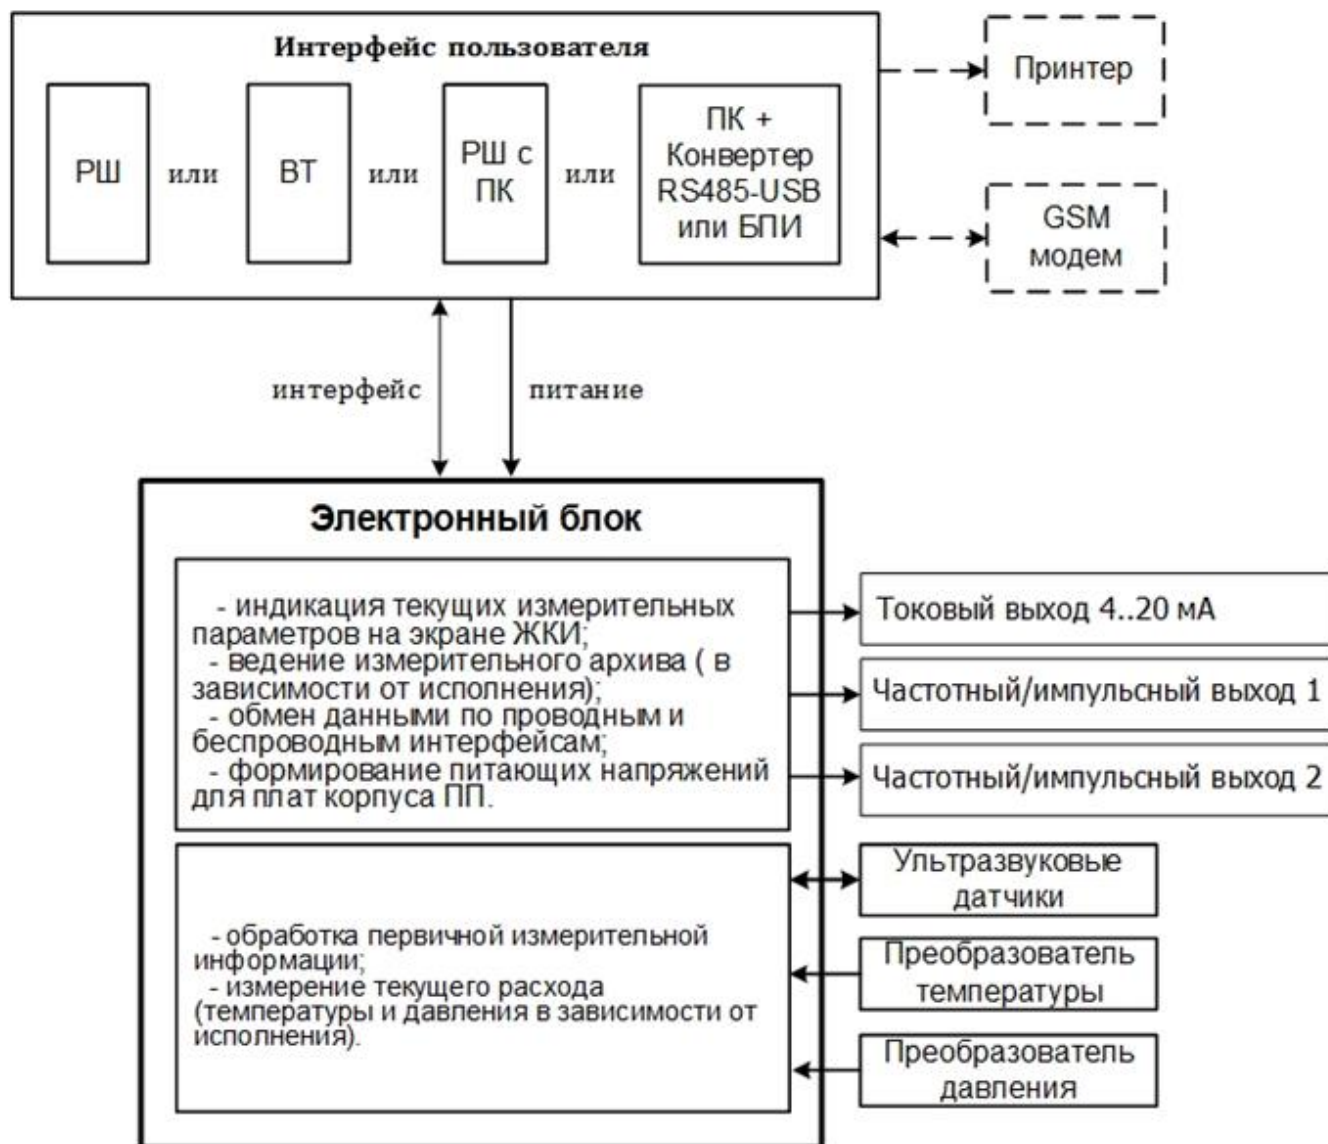 Интерфейс пользователя
РШ
или
ВТ
или
РШ с
ПК
или
ПК +
Конвертер
RS485-USB
или БПИ
Принтер
GSM
модем
интерфейс
питание
Электронный блок
- индикация текущих измерительных
параметров на экране ЖКИ;
- ведение измерительного архива ( в
зависимости от исполнения);
- обмен данными по проводным и
беспроводным интерфейсам;
- формирование питающих напряжений
для плат корпуса ПП.
Токовый выход 4..20 мА
Частотный/импульсный выход 1
Частотный/импульсный выход 2
- обработка первичной измерительной
информации;
- измерение текущего расхода
(температуры и давления в зависимости от
исполнения).
Ультразвуковые
датчики
Преобразователь
температуры
Преобразователь
давления